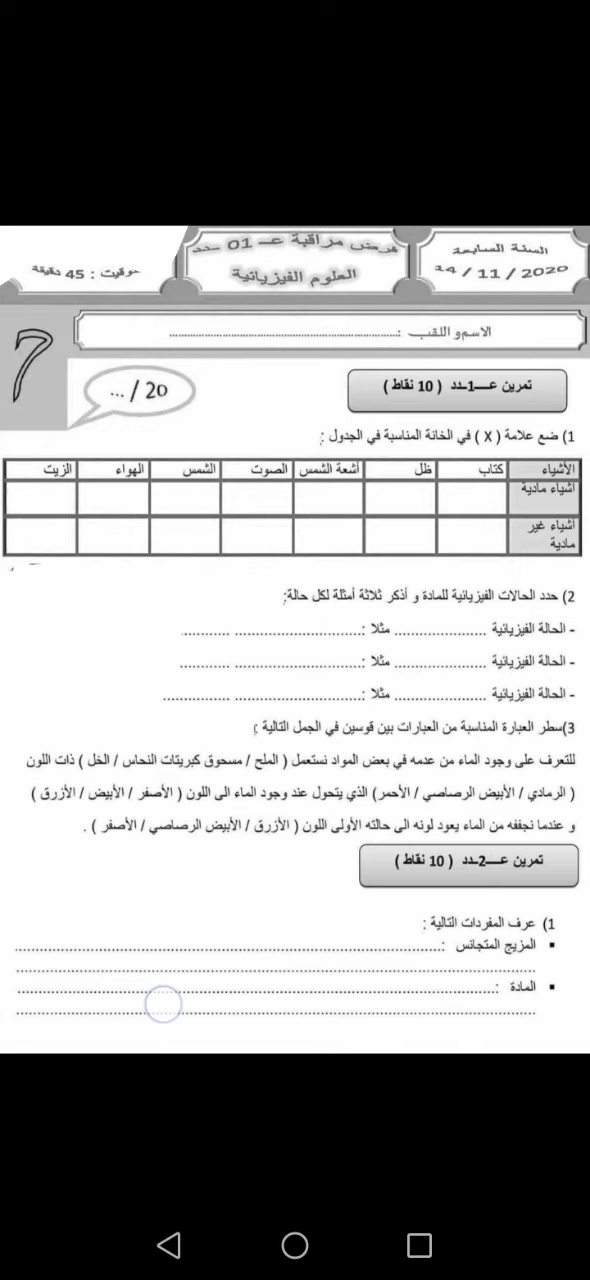 السنة السابعة
14 / 11 / 2020
فرض مراقبة عـــ 01 ــدد
العلوم الفيزيائية
توقيت : 45 دقيقة
7
الاسم و اللقب :
... / 20
تمرين عـــ1ــدد ( 10 نقاط )
1) ضع علامة ( X ) في الخانة المناسبة في الجدول :
الأشياء كتاب ظل أشعة الشمس الصوت الشمس الهواء الزيت
أشياء مادية
أشياء غير مادية
2) حدد الحالات الفيزيائية للمادة و أذكر ثلاثة أمثلة لكل حالة:
- الحالة الفيزيائية .................... مثلا :............................. ............
- الحالة الفيزيائية .................... مثلا :............................. ............
- الحالة الفيزيائية .................... مثلا :............................. ................
3)سطر العبارة المناسبة من العبارات بين قوسين في الجمل التالية :
للتعرف على وجود الماء من عدمه في بعض المواد نستعمل ( الملح / مسحوق كبريتات النحاس / الخل ) ذات اللون
( الرمادي / الأبيض الرصاصي / الأحمر) الذي يتحول عند وجود الماء الى اللون ( الأصفر / الأبيض / الأزرق )
و عندما نجففه من الماء يعود لونه الى حالته الأولى اللون ( الأزرق / الأبيض الرصاصي / الأصفر ) .
تمرين عـــ2ــدد ( 10 نقاط )
1) عرف المفردات التالية :
▪ المزيج المتجانس :
▪ المادة :